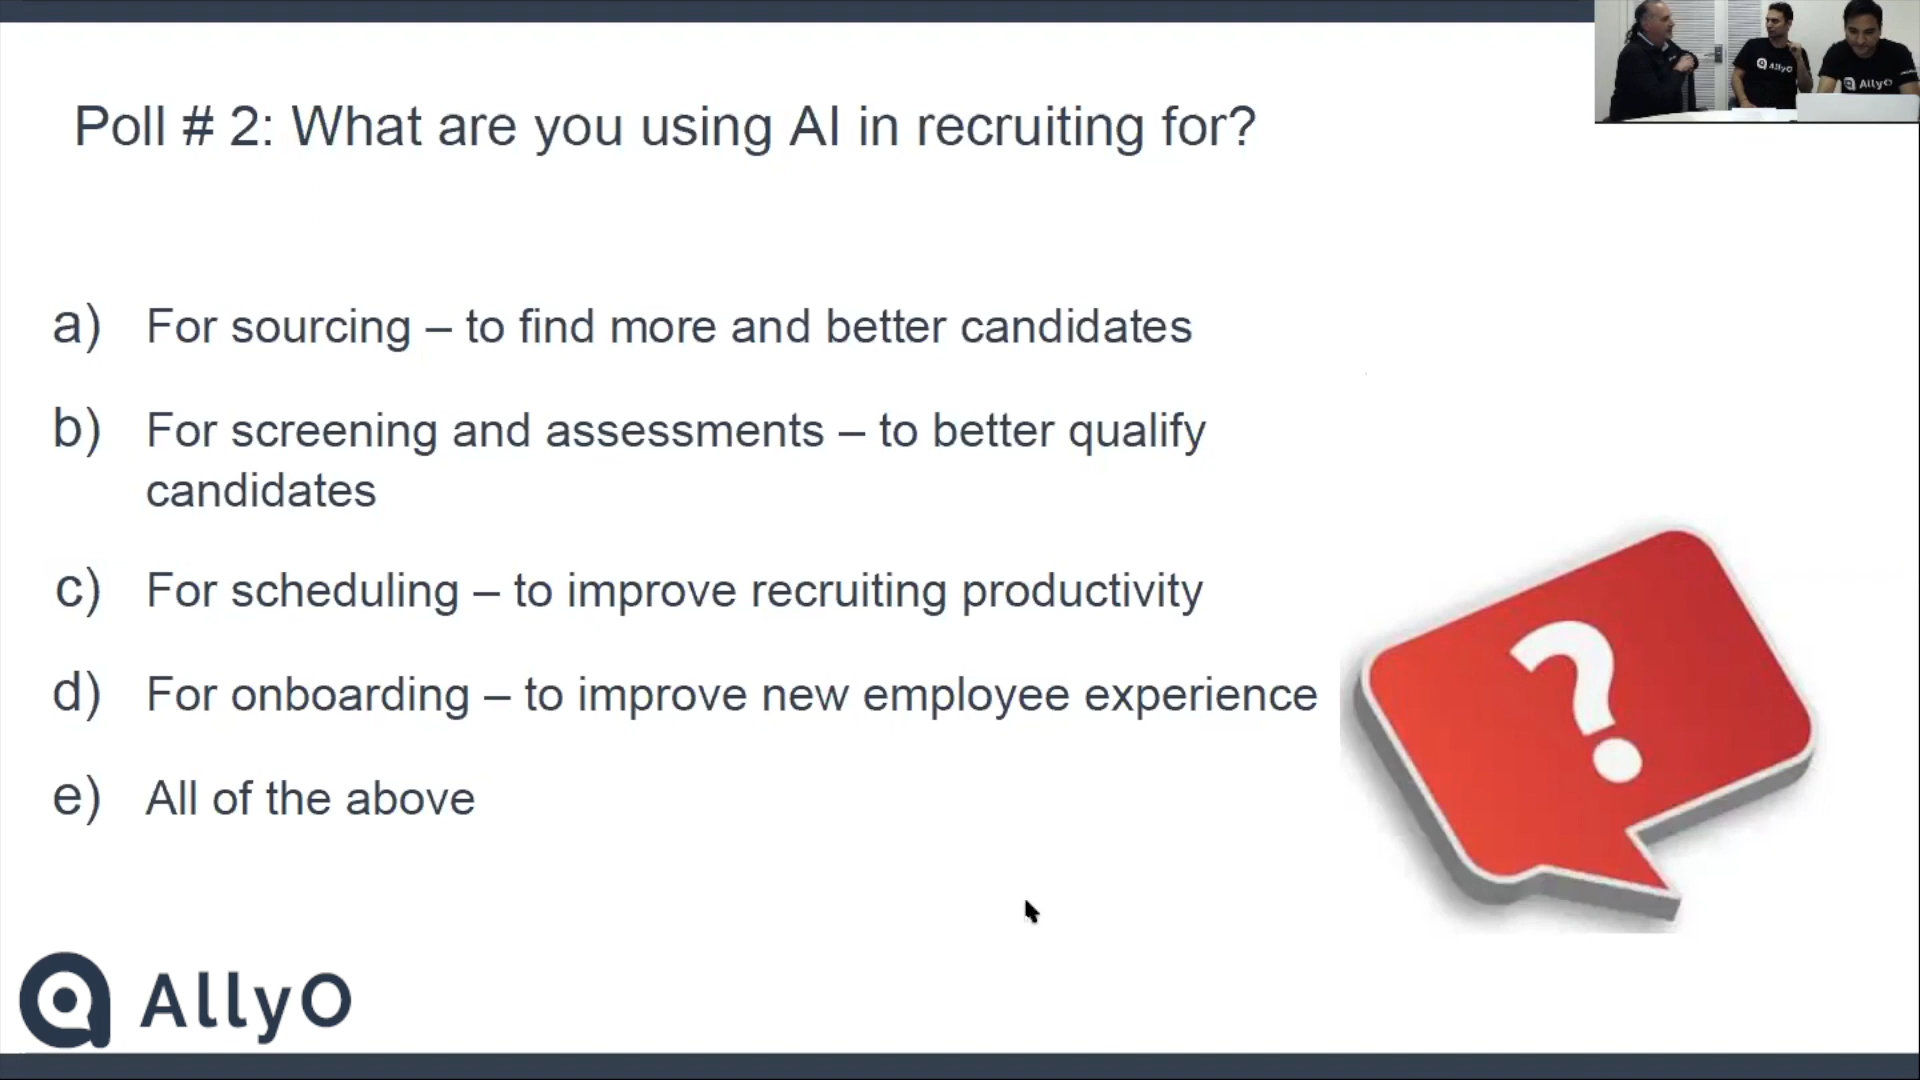 Poll # 2: What are you using AI in recruiting for?
a) For sourcing – to find more and better candidates
b) For screening and assessments – to better qualify
candidates
c) For scheduling – to improve recruiting productivity
d) For onboarding – to improve new employee experience
e) All of the above
?
AllyO
AllyO
AllyO